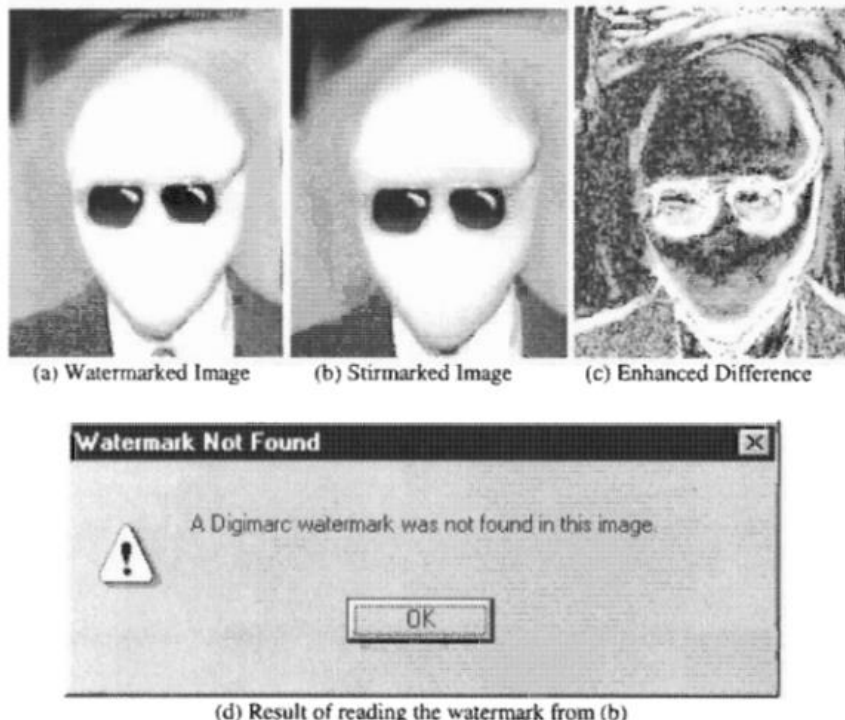 (a) Watermarked Image
(b) Stirmarked Image
(c) Enhanced Difference
Watermark Not Found
A Digimarc watermark was not found in this image.
OK
(d) Result of reading the watermark from (b)